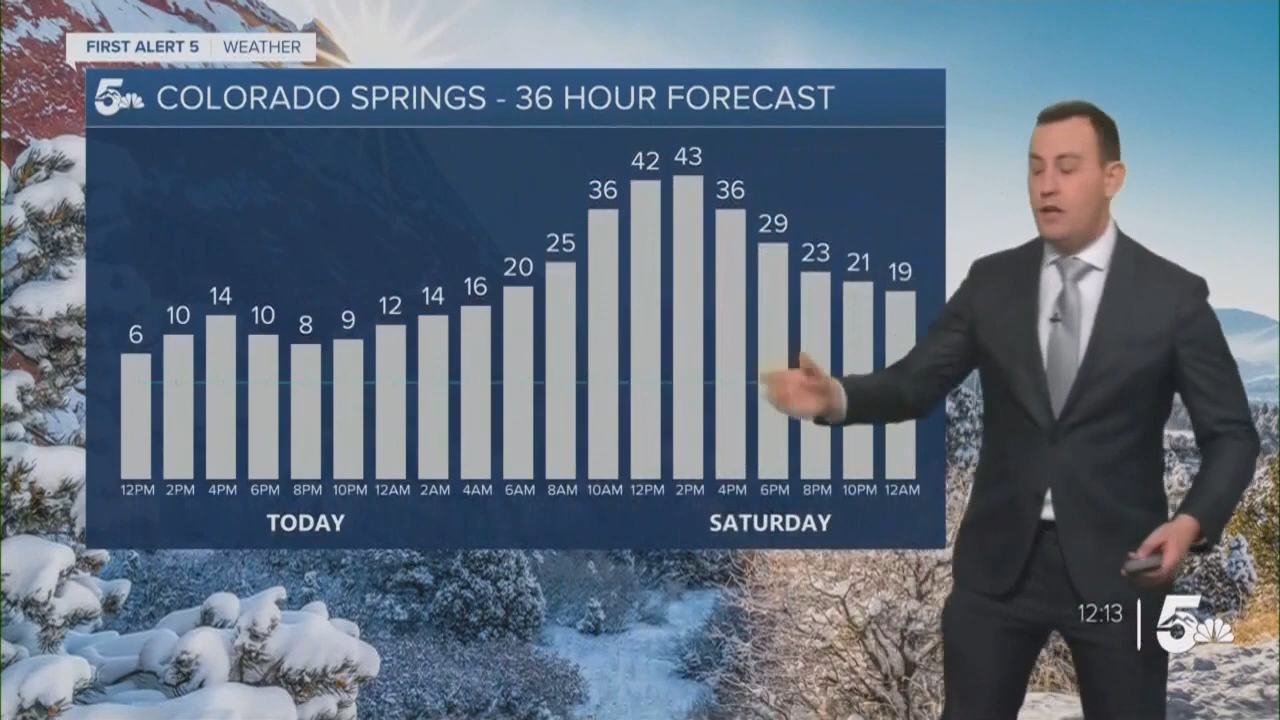 FIRST ALERT 5 WEATHER
5 COLORADO SPRINGS - 36 HOUR FORECAST
6 10 14 10 8 9 12 14 16 20 25 36 42 43 36 29 23 21 19
12PM 2PM 4PM 6PM 8PM 10PM 12AM 2AM 4AM 6AM 8AM 10AM 12PM 2PM 4PM 6PM 8PM 10PM 12AM
TODAY SATURDAY
12:13 5